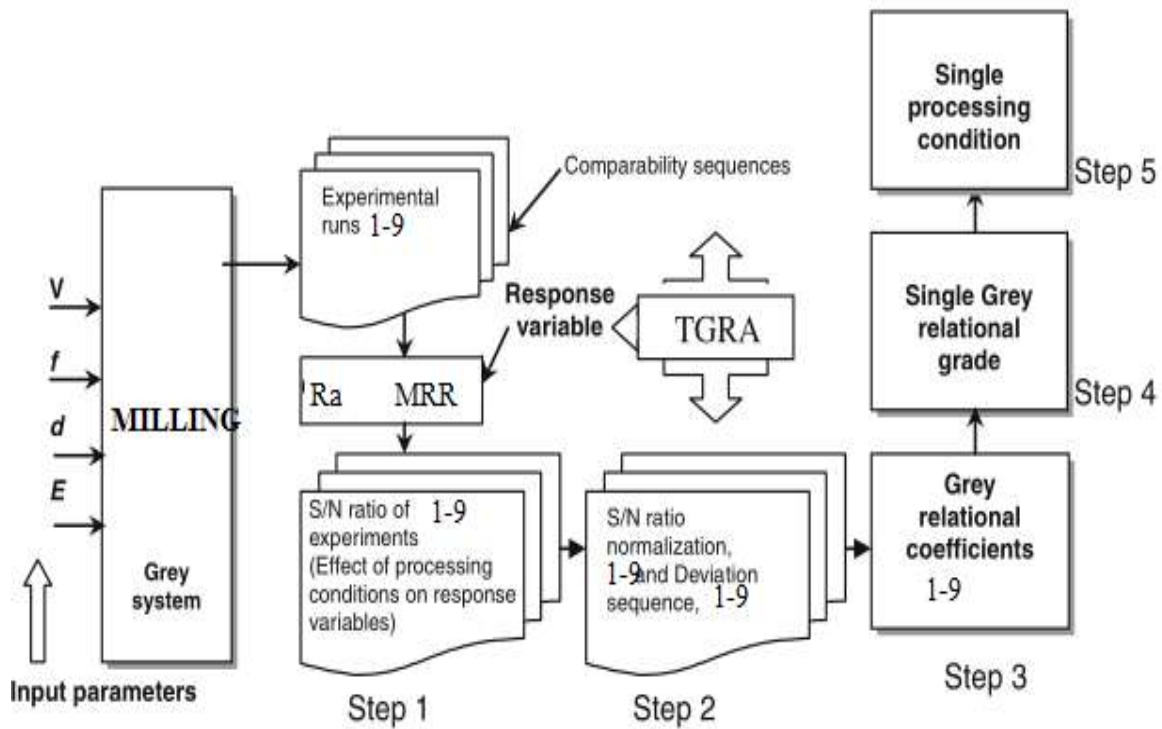 V
f
d
E
MILLING
Grey
system
Input parameters
Experimental
runs 1-9
Comparability sequences
Response
variable
TGRA
Ra MRR
S/N ratio of 1-9
experiments
(Effect of processing
conditions on response
variables)
Step 1
S/N ratio
normalization,
1-9 and Deviation
sequence, 1-9
Step 2
Grey
relational
coefficients
1-9
Step 3
Single Grey
relational
grade
Step 4
Single
processing
condition
Step 5